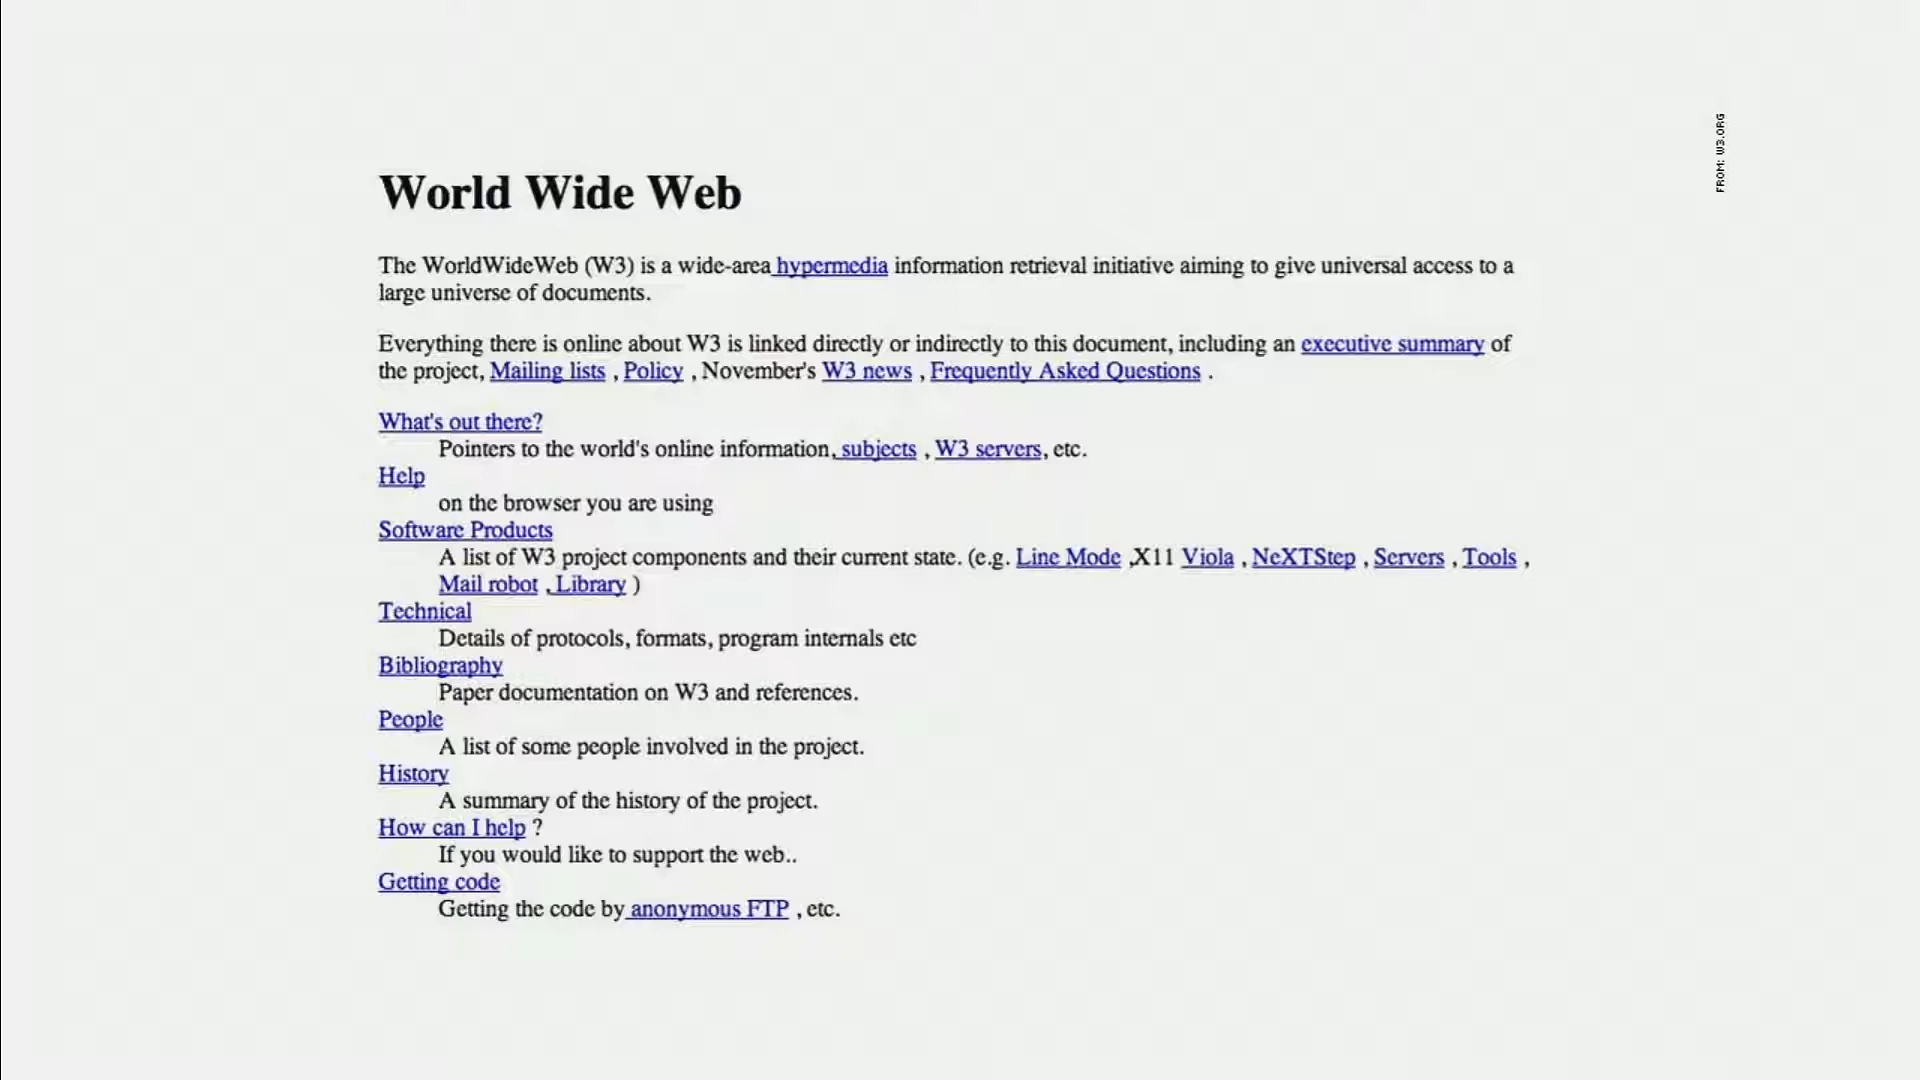 FROM: W3.ORG
World Wide Web
The WorldWideWeb (W3) is a wide-area hypermedia information retrieval initiative aiming to give universal access to a
large universe of documents.
Everything there is online about W3 is linked directly or indirectly to this document, including an executive summary of
the project, Mailing lists , Policy , November's W3 news , Frequently Asked Questions .
What's out there?
Pointers to the world's online information, subjects , W3 servers, etc.
Help
on the browser you are using
Software Products
A list of W3 project components and their current state. (e.g. Line Mode ,X11 Viola , NeXTStep , Servers , Tools ,
Mail robot , Library )
Technical
Details of protocols, formats, program internals etc
Bibliography
Paper documentation on W3 and references.
People
A list of some people involved in the project.
History
A summary of the history of the project.
How can I help ?
If you would like to support the web..
Getting code
Getting the code by anonymous FTP , etc.